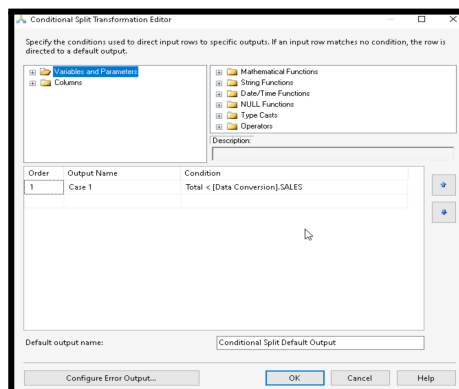 Conditional Split Transformation Editor
Specify the conditions used to direct input rows to specific outputs. If an input row matches no condition, the row is
directed to a default output.
Variables and Parameters
Columns
Mathematical Functions
String Functions
Date/Time Functions
NULL Functions
Type Casts
Operators
Description:
Order Output Name Condition
1 Case 1 Total < [Data Conversion].SALES
Default output name: Conditional Split Default Output
Configure Error Output... OK Cancel Help